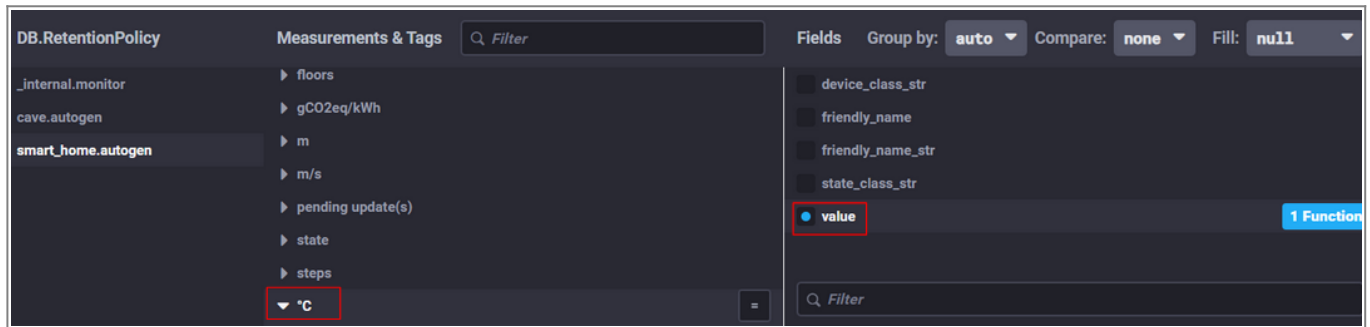 DB.RetentionPolicy
_internal.monitor
cave.autogen
smart_home.autogen
Measurements & Tags
Filter
floors
gCO2eq/kWh
m
m/s
pending update(s)
state
steps
°C
=
Fields Group by: auto Compare: none Fill: null
device_class_str
friendly_name
friendly_name_str
state_class_str
value 1 Function
Filter